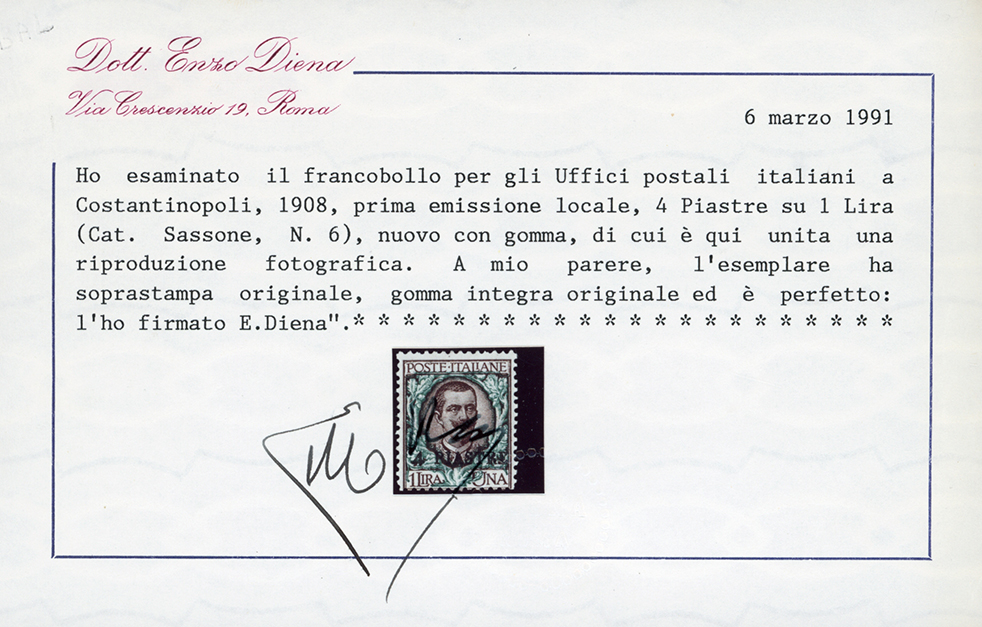 Dott. Enzo Diena
Via Crescenzio 19, Roma
6 marzo 1991
Ho esaminato il francobollo per gli Uffici postali italiani a
Costantinopoli, 1908, prima emissione locale, 4 Piastre su 1 Lira
(Cat. Sassone, N. 6), nuovo con gomma, di cui è qui unita una
riproduzione fotografica. A mio parere, l'esemplare ha
soprastampa originale, gomma integra originale ed è perfetto:
l'ho firmato E.Diena".* * * * * * * * * * * * * * * * * * * * * *
POSTE·ITALIANE
4 PIASTRE
1 LIRA UNA